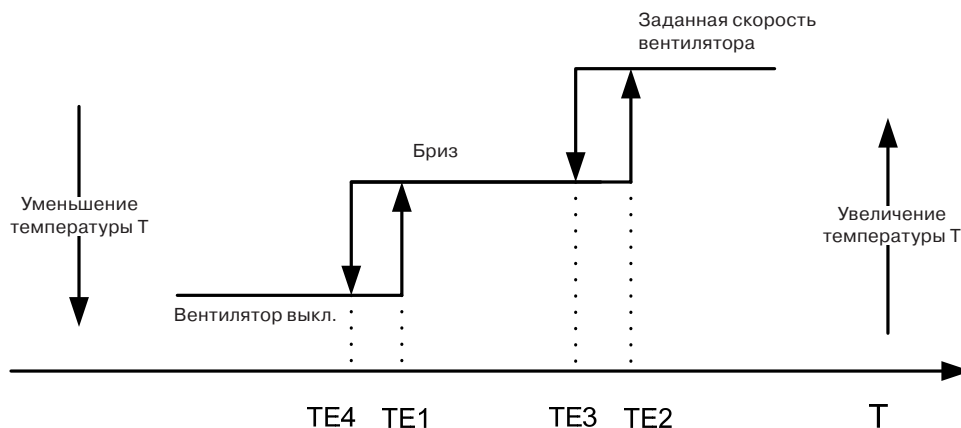 Заданная скорость
вентилятора
Бриз
Уменьшение
температуры Т
Увеличение
температуры Т
Вентилятор выкл.
TE4 TE1 TE3 TE2 T